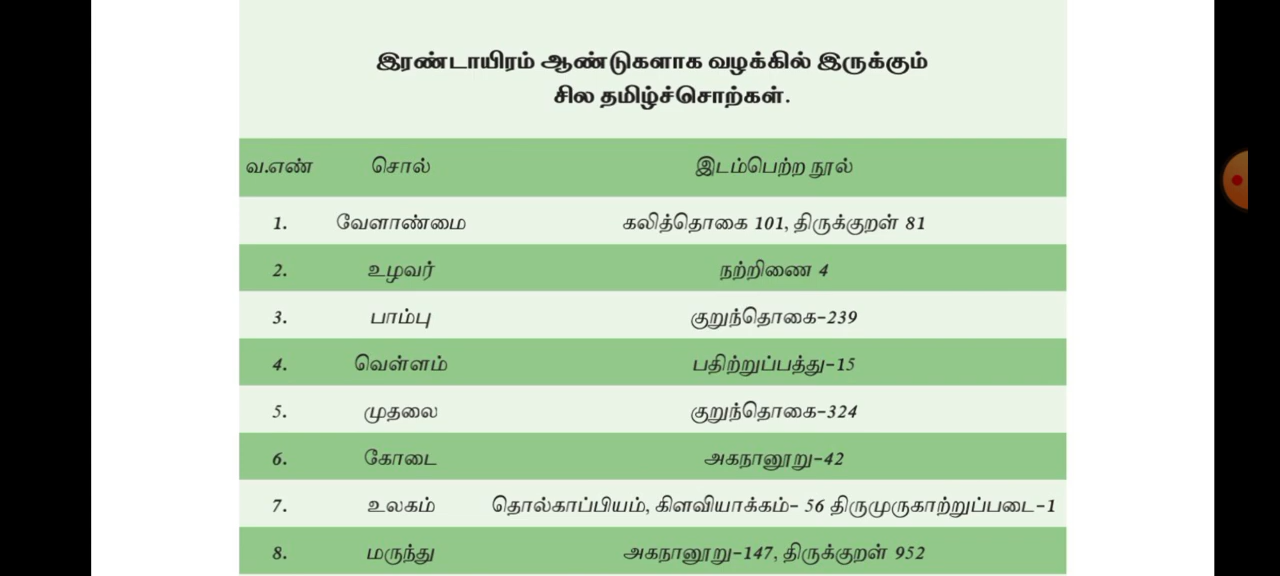 இரண்டாயிரம் ஆண்டுகளாக வழக்கில் இருக்கும்
சில தமிழ்ச்சொற்கள்.
வ.எண் சொல் இடம்பெற்ற நூல்
1. வேளாண்மை கலித்தொகை 101, திருக்குறள் 81
2. உழவர் நற்றிணை 4
3. பாம்பு குறுந்தொகை-239
4. வெள்ளம் பதிற்றுப்பத்து-15
5. முதலை குறுந்தொகை-324
6. கோடை அகநானூறு-42
7. உலகம் தொல்காப்பியம், கிளவியாக்கம்- 56 திருமுருகாற்றுப்படை-1
8. மருந்து அகநானூறு-147, திருக்குறள் 952